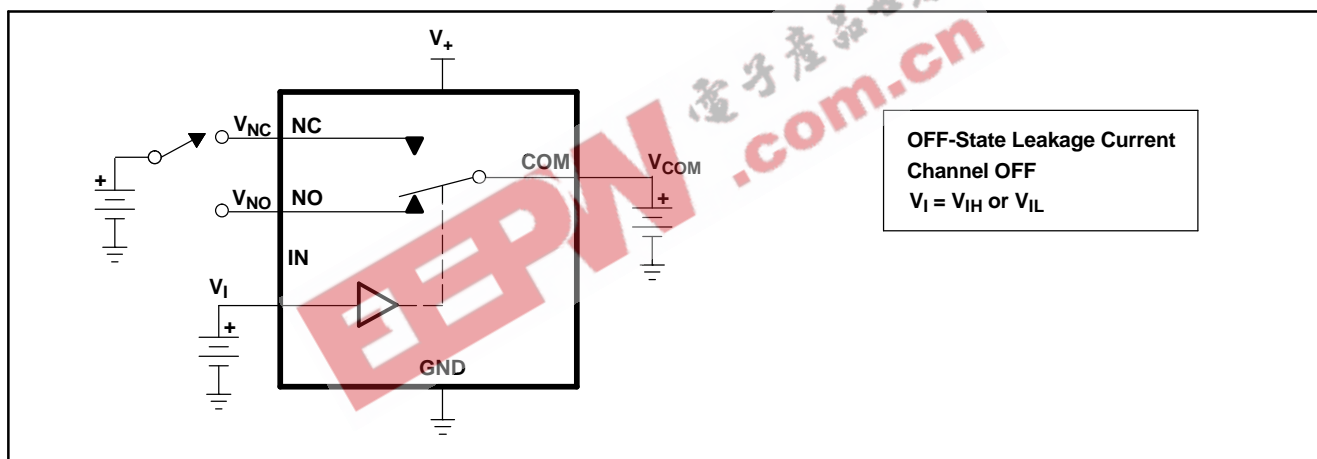 V+
VNC NC
COM VCOM
+
VNO NO
+
IN
VI
+
GND
OFF-State Leakage Current
Channel OFF
VI = VIH or VIL
EEPW
.com.cn
電子產品世界